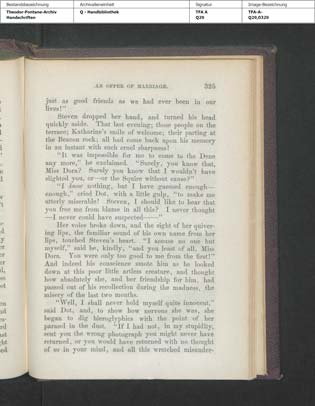 Bestandsbezeichnung
Theodor-Fontane-Archiv
Handschriften
Archivalieneinheit
Q - Handbibliothek
Signatur
TFA A
Q29
Image-Bezeichnung
TFA-A-
Q29,0329
AN OFFER OF MARRIAGE. 325
just as good friends as we had ever been in our
lives!"
Steven dropped her hand, and turned his head
quickly aside. That last evening; those people on the
terrace; Katharine's smile of welcome; their parting at
the Beacon rock; all had come back upon his memory
in an instant with such cruel sharpness!
"It was impossible for me to come to the Dene
any more," he exclaimed. "Surely, you know that,
Miss Dora? Surely you know that I wouldn't have
slighted you, or—or the Squire without cause?"
"I know nothing, but I have guessed enough—
enough," cried Dot, with a little gulp, "to make me
utterly miserable! Steven, I should like to hear that
you free me from blame in all this? I never thought
—I never could have suspected——"
Her voice broke down, and the sight of her quiver-
ing lips, the familiar sound of his own name from her
lips, touched Steven's heart. "I accuse no one but
myself," said he, kindly, "and you least of all, Miss
Dora. You were only too good to me from the first!"
And indeed his conscience smote him as he looked
down at this poor little artless creature, and thought
how absolutely she, and her friendship for him, had
passed out of his recollection during the madness, the
misery of the last two months.
"Well, I shall never hold myself quite innocent,"
said Dot, and, to show how nervous she was, she
began to dig hieroglyphics with the point of her
parasol in the dust. "If I had not, in my stupidity,
sent you the wrong photograph you might never have
returned, or you would have returned with no thought
of us in your mind, and all this wretched misunder-